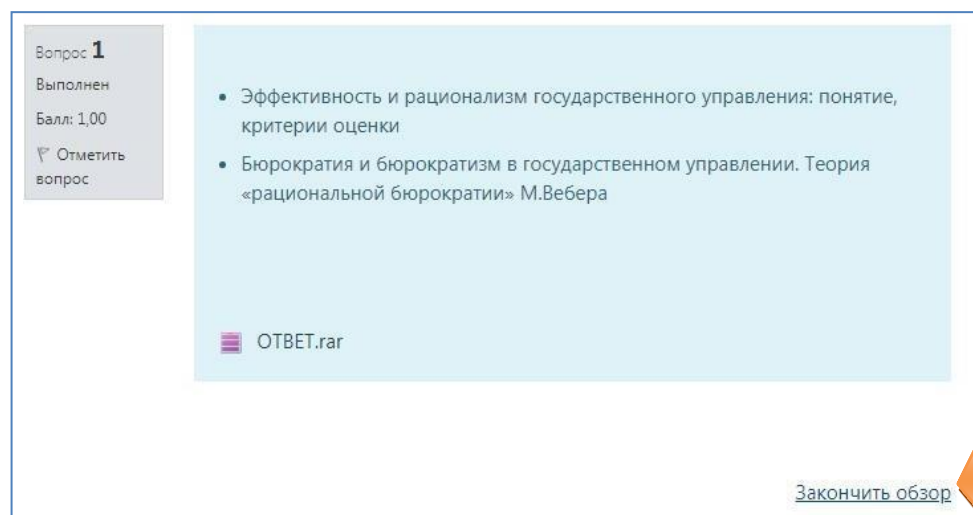 Вопрос 1
Выполнен
Балл: 1,00
Отметить
вопрос
• Эффективность и рационализм государственного управления: понятие,
критерии оценки
• Бюрократия и бюрократизм в государственном управлении. Теория
«рациональной бюрократии» М.Вебера
ОТВЕТ.rar
Закончить обзор